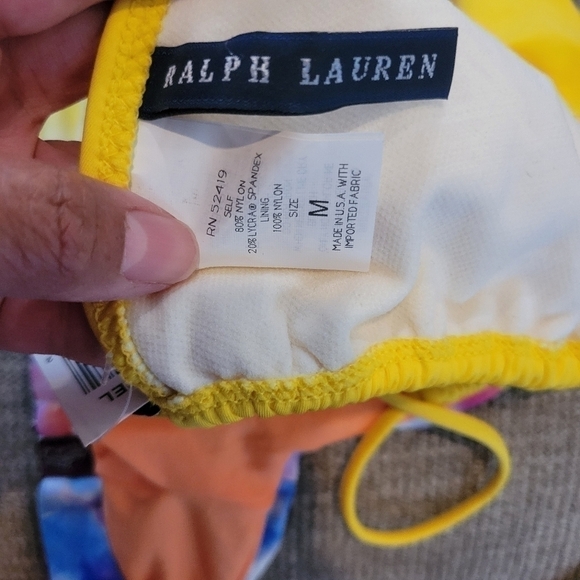 RALPH LAUREN
RN 52419
SELF
80% NYLON
20% LYCRA® SPANDEX
LINING
100% NYLON
SIZE
M
MADE IN U.S.A. WITH
IMPORTED FABRIC
EL